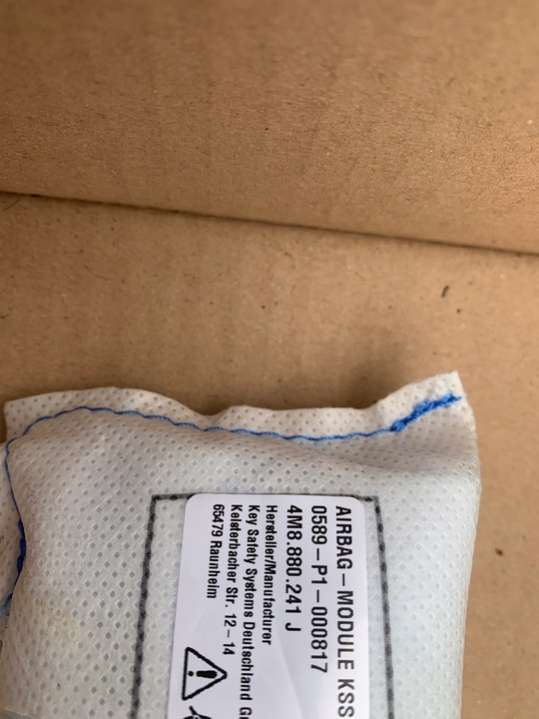 AIRBAG – MODULE KSS
0589 – P1 – 000817
4M8.880.241 J
Hersteller/Manufacturer
Key Safety Systems Deutschland G
Kelsterbacher Str. 12 – 14
65479 Raunheim